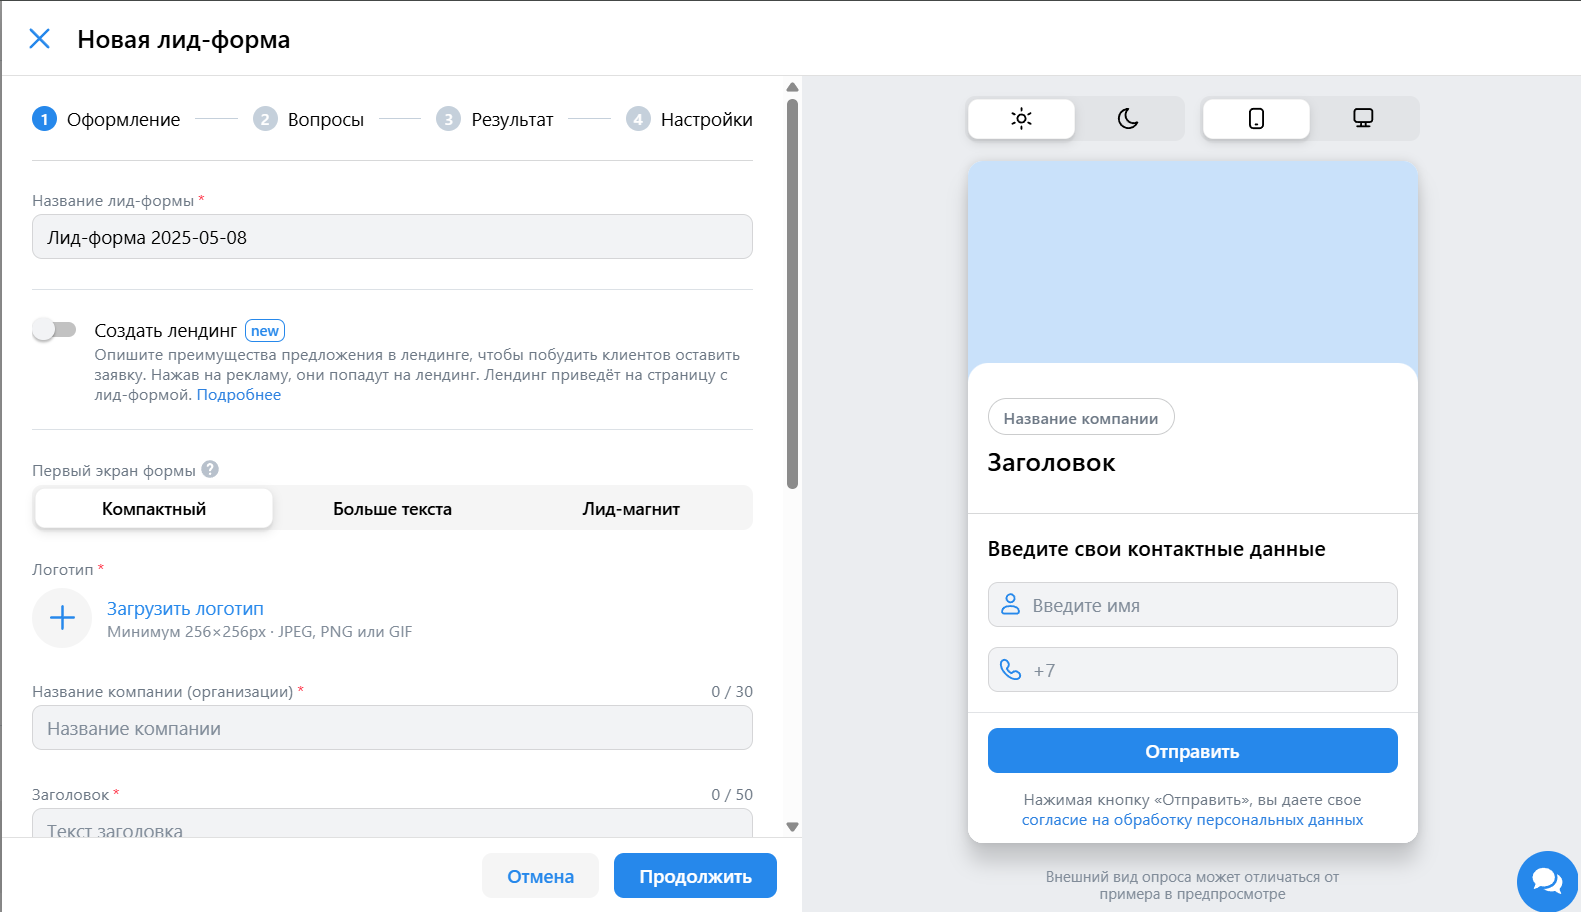 Новая лид-форма
1 Оформление 2 Вопросы 3 Результат 4 Настройки
Название лид-формы *
Лид-форма 2025-05-08
Создать лендинг new
Опишите преимущества предложения в лендинге, чтобы побудить клиентов оставить
заявку. Нажав на рекламу, они попадут на лендинг. Лендинг приведёт на страницу с
лид-формой. Подробнее
Первый экран формы ?
Компактный Больше текста Лид-магнит
Логотип *
Загрузить логотип
Минимум 256×256px · JPEG, PNG или GIF
Название компании (организации) * 0 / 30
Название компании
Заголовок * 0 / 50
Текст заголовка
Отмена Продолжить
Название компании
Заголовок
Введите свои контактные данные
Введите имя
+7
Отправить
Нажимая кнопку «Отправить», вы даете свое
согласие на обработку персональных данных
Внешний вид опроса может отличаться от
примера в предпросмотре